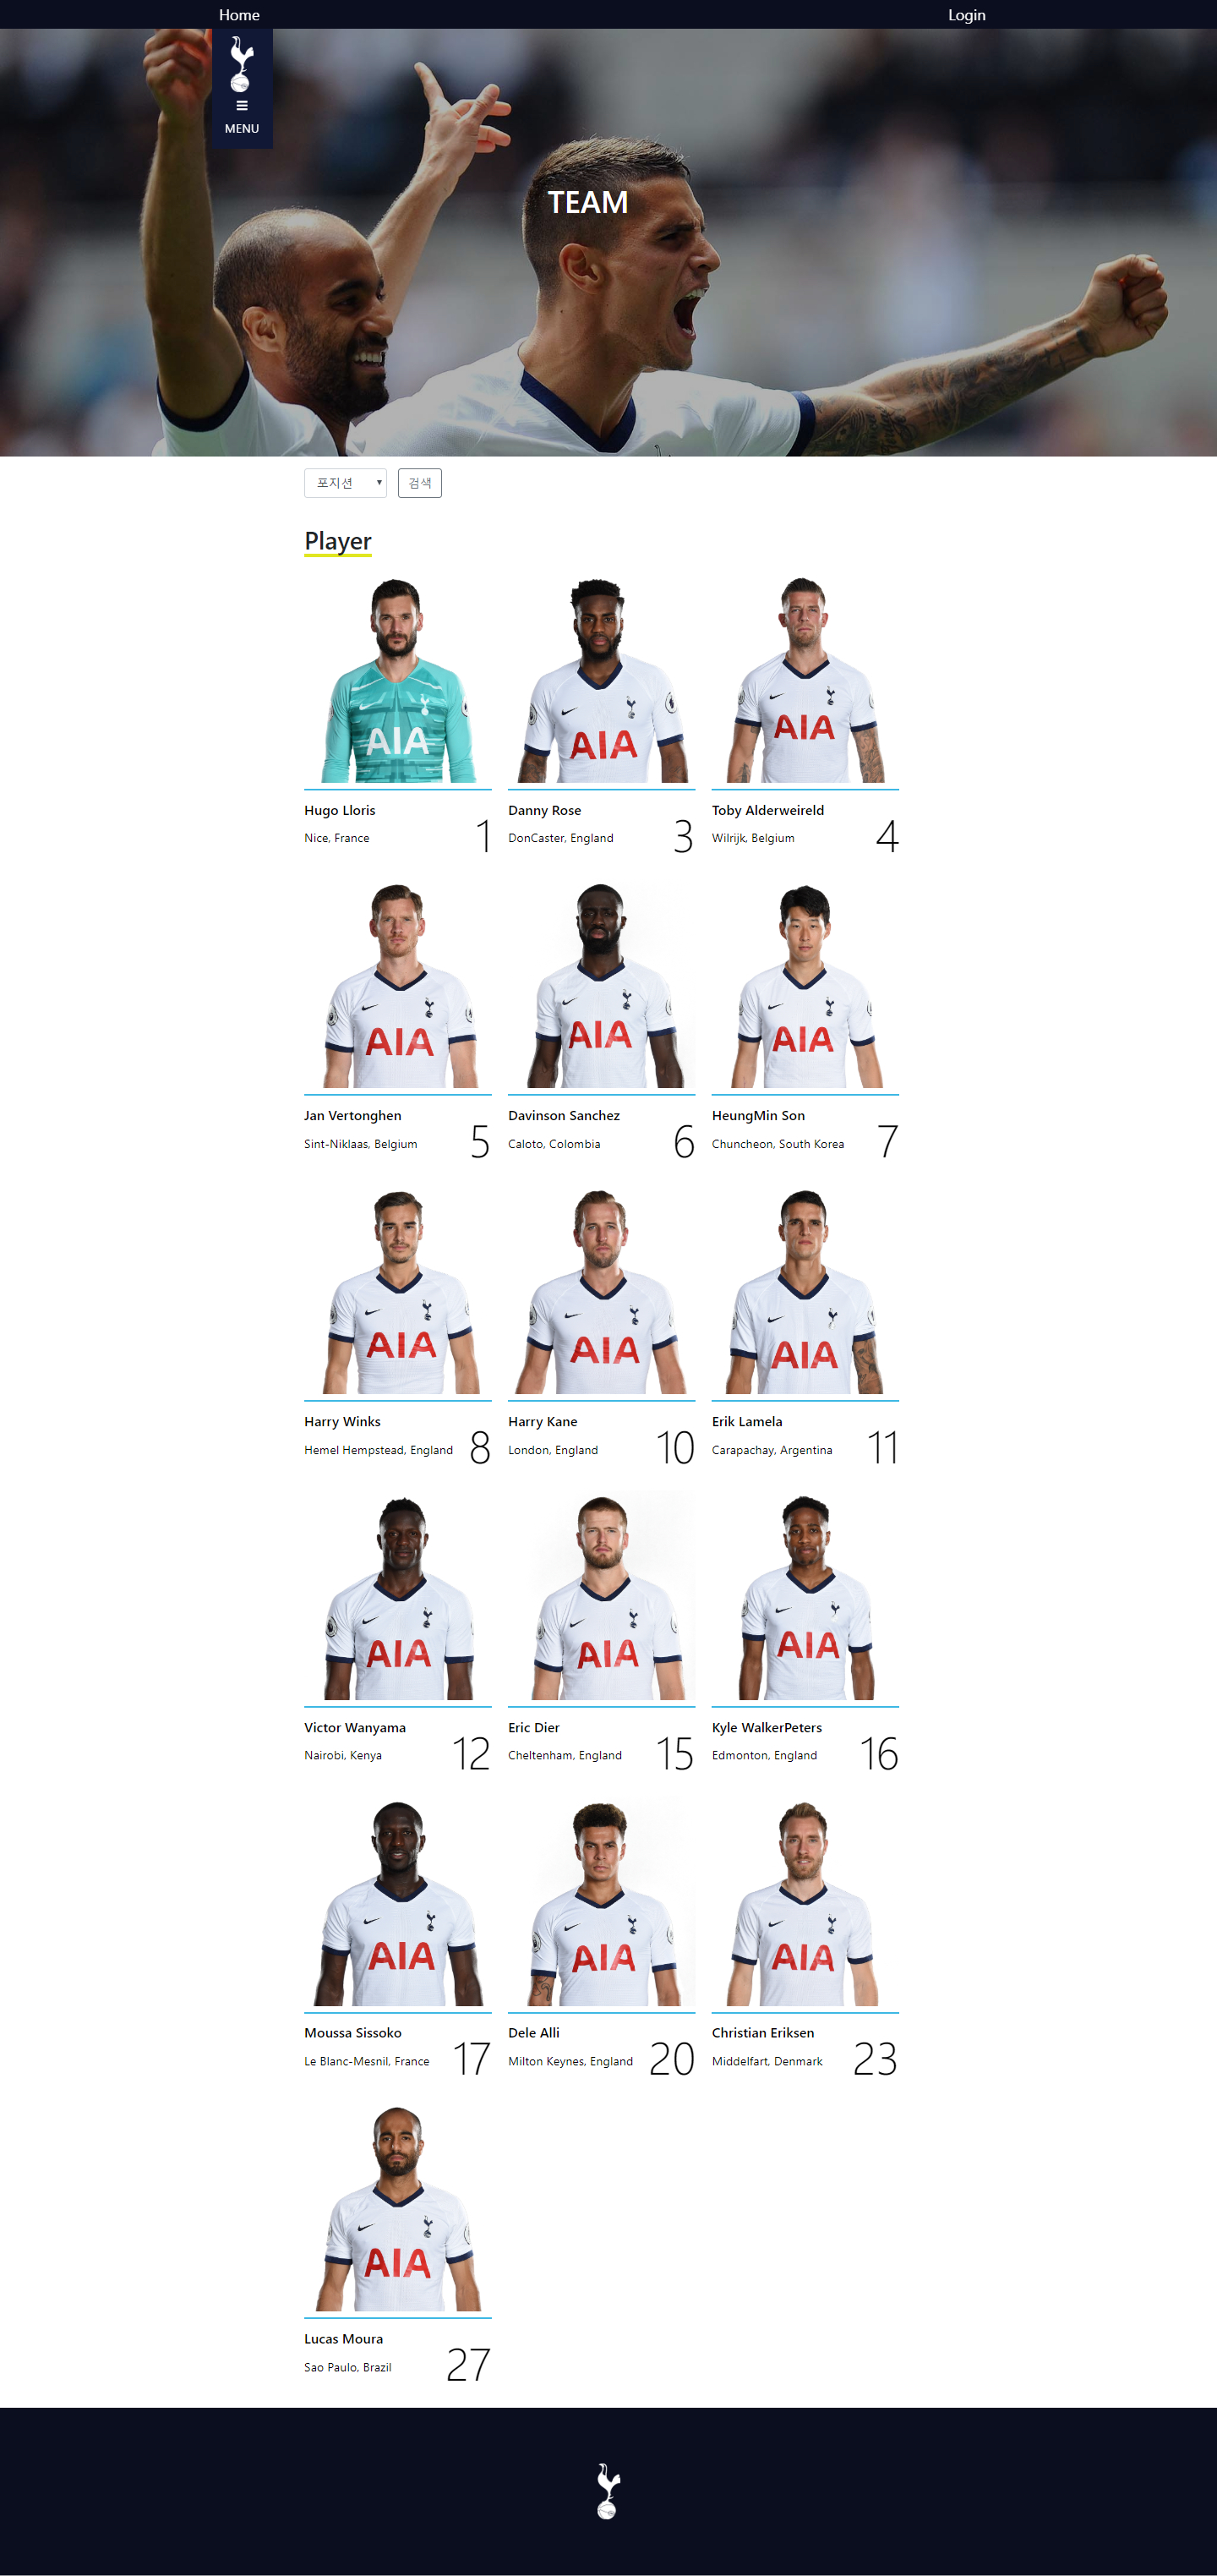 Home
Login
MENU
TEAM
포지션
검색
Player
AIA
AIA
AIA
Hugo Lloris
Nice, France
1
Danny Rose
DonCaster, England
3
Toby Alderweireld
Wilrijk, Belgium
4
AIA
AIA
AIA
Jan Vertonghen
Sint-Niklaas, Belgium
5
Davinson Sanchez
Caloto, Colombia
6
HeungMin Son
Chuncheon, South Korea
7
AIA
AIA
AIA
Harry Winks
Hemel Hempstead, England
8
Harry Kane
London, England
10
Erik Lamela
Carapachay, Argentina
11
AIA
AIA
AIA
Victor Wanyama
Nairobi, Kenya
12
Eric Dier
Cheltenham, England
15
Kyle WalkerPeters
Edmonton, England
16
AIA
AIA
AIA
Moussa Sissoko
Le Blanc-Mesnil, France
17
Dele Alli
Milton Keynes, England
20
Christian Eriksen
Middelfart, Denmark
23
AIA
Lucas Moura
Sao Paulo, Brazil
27